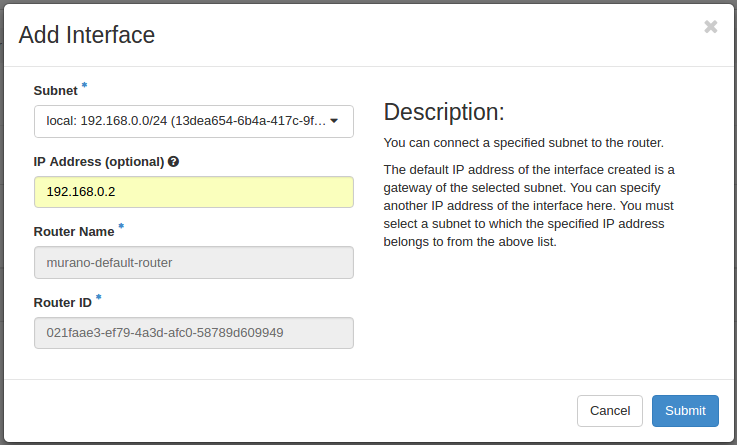 Add Interface
×
Subnet *
local: 192.168.0.0/24 (13dea654-6b4a-417c-9f...
IP Address (optional)
192.168.0.2
Router Name *
murano-default-router
Router ID *
021faae3-ef79-4a3d-afc0-58789d609949
Description:
You can connect a specified subnet to the router.
The default IP address of the interface created is a
gateway of the selected subnet. You can specify
another IP address of the interface here. You must
select a subnet to which the specified IP address
belongs to from the above list.
Cancel
Submit